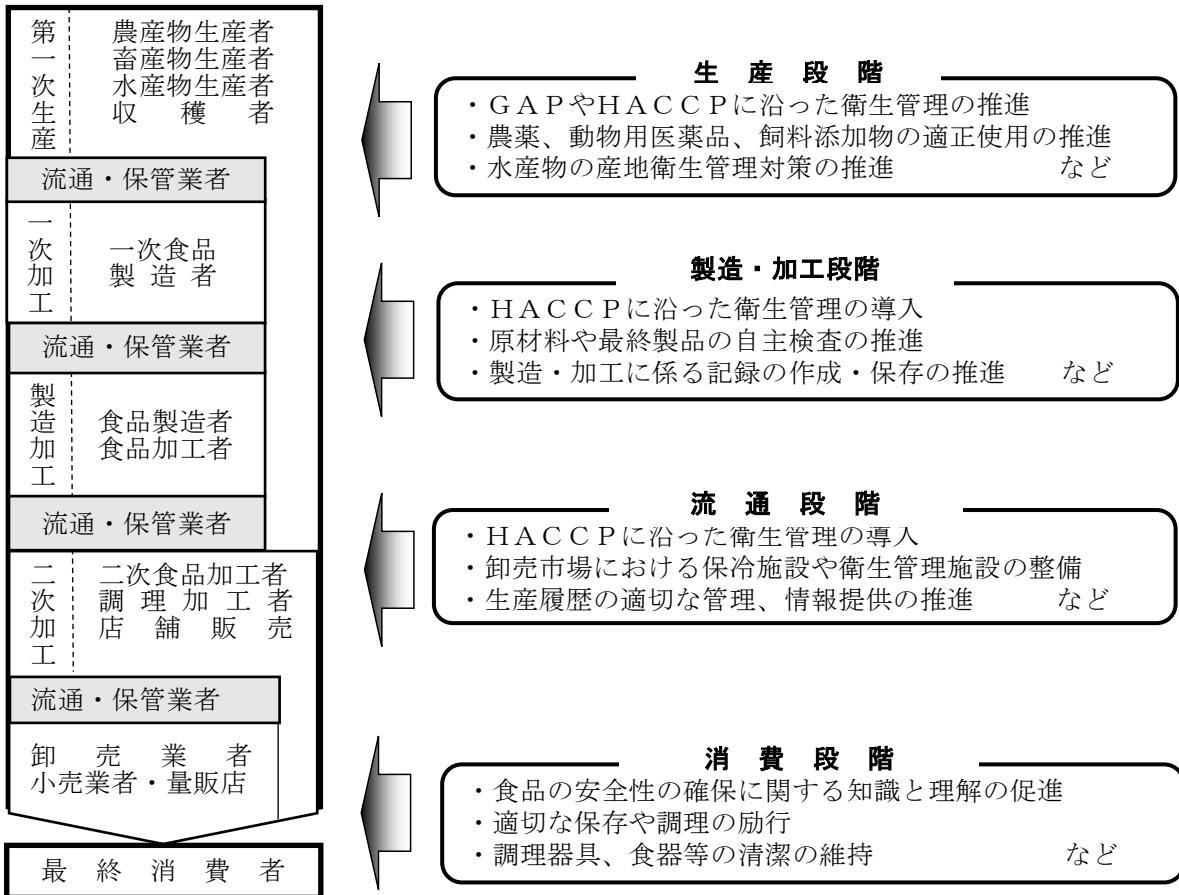 第一次生産
農産物生産者
畜産物生産者
水産物生産者
収穫者
流通・保管業者
一次加工
一次食品
製造者
流通・保管業者
製造加工
食品製造者
食品加工者
流通・保管業者
二次加工
二次食品加工者
調理加工者
店舗販売
流通・保管業者
卸売業者
小売業者・量販店
最終消費者
生産段階
・ＧＡＰやＨＡＣＣＰに沿った衛生管理の推進
・農薬、動物用医薬品、飼料添加物の適正使用の推進
・水産物の産地衛生管理対策の推進　など
製造・加工段階
・ＨＡＣＣＰに沿った衛生管理の導入
・原材料や最終製品の自主検査の推進
・製造・加工に係る記録の作成・保存の推進　など
流通段階
・ＨＡＣＣＰに沿った衛生管理の導入
・卸売市場における保冷施設や衛生管理施設の整備
・生産履歴の適切な管理、情報提供の推進　など
消費段階
・食品の安全性の確保に関する知識と理解の促進
・適切な保存や調理の励行
・調理器具、食器等の清潔の維持　など